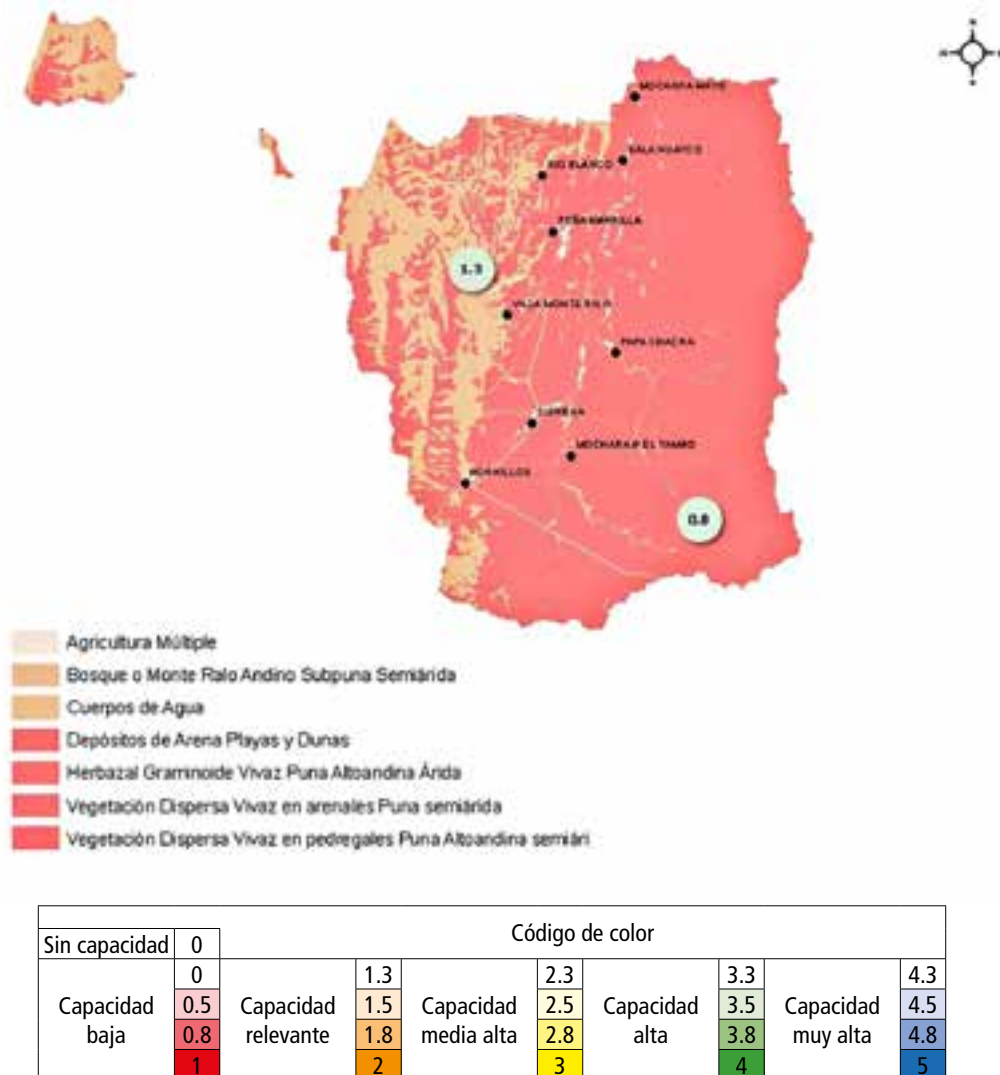 RIO BLANCO
PAPA CHACRA
1.3
0.8
Agricultura Múltiple
Bosque o Monte Ralo Andino Subpuna Semiárida
Cuerpos de Agua
Depósitos de Arena Playas y Dunas
Herbazal Graminoide Vivaz Puna Altoandina Árida
Vegetación Dispersa Vivaz en arenales Puna semiárida
Vegetación Dispersa Vivaz en pedregales Puna Altoandina semiári
Código de color
Sin capacidad 0
0 1.3 2.3 3.3 4.3
Capacidad 0.5 Capacidad 1.5 Capacidad 2.5 Capacidad 3.5 Capacidad 4.5
baja 0.8 relevante 1.8 media alta 2.8 alta 3.8 muy alta 4.8
1 2 3 4 5